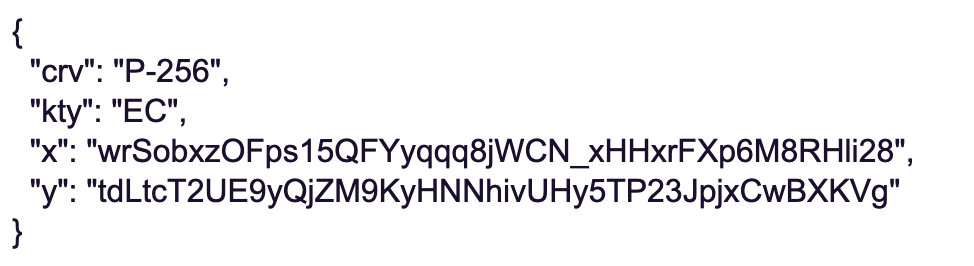 {
"crv": "P-256",
"kty": "EC",
"x": "wrSobxzOFps15QFYyqqq8jWCN_xHHxrFXp6M8RHli28",
"y": "tdLtcT2UE9yQjZM9KyHNNhivUHy5TP23JpjxCwBXKVg"
}